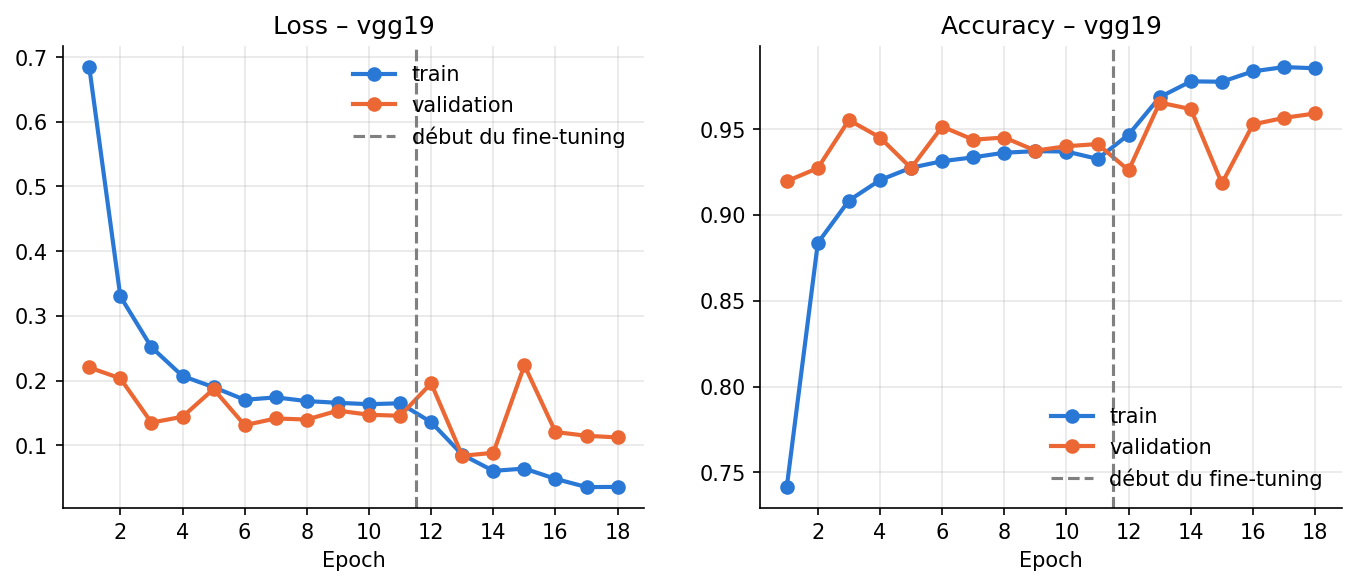 Loss – vgg19
0.7
0.6
0.5
0.4
0.3
0.2
0.1
train
validation
début du fine-tuning
2 4 6 8 10 12 14 16 18
Epoch
Accuracy – vgg19
0.95
0.90
0.85
0.80
0.75
train
validation
début du fine-tuning
2 4 6 8 10 12 14 16 18
Epoch